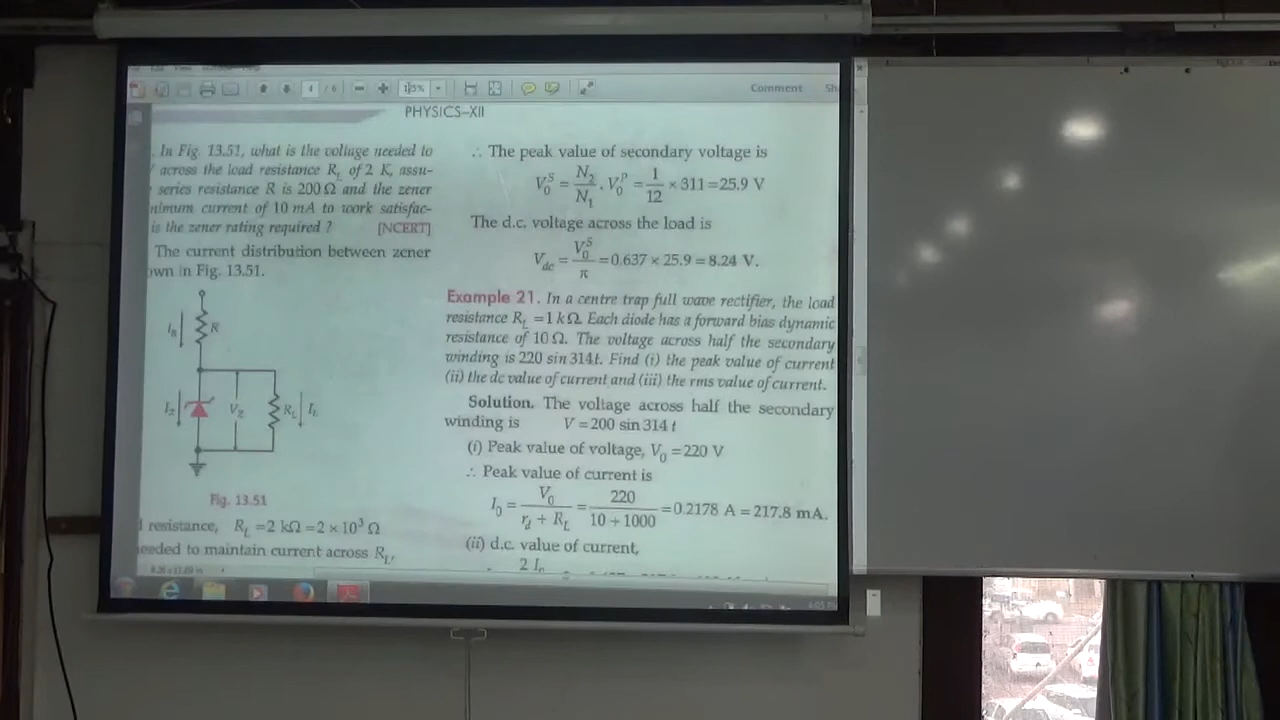 4 / 6
Comment
PHYSICS–XII
. In Fig. 13.51, what is the voltage needed to
across the load resistance R_L of 2 K, assu-
series resistance R is 200 Ω and the zener
nimum current of 10 mA to work satisfac-
is the zener rating required ? [NCERT]
The current distribution between zener
own in Fig. 13.51.
R
I_Z
V_Z
R_L
I_L
Fig. 13.51
l resistance, R_L = 2 kΩ = 2 × 10³ Ω
eeded to maintain current across R_L,
∴ The peak value of secondary voltage is
V_0^S = N_2/N_1 . V_0^P = 1/12 × 311 = 25.9 V
The d.c. voltage across the load is
V_dc = V_0^S/π = 0.637 × 25.9 = 8.24 V.
Example 21. In a centre trap full wave rectifier, the load
resistance R_L = 1 kΩ. Each diode has a forward bias dynamic
resistance of 10 Ω. The voltage across half the secondary
winding is 220 sin 314t. Find (i) the peak value of current
(ii) the dc value of current and (iii) the rms value of current.
Solution. The voltage across half the secondary
winding is V = 200 sin 314 t
(i) Peak value of voltage, V_0 = 220 V
∴ Peak value of current is
I_0 = V_0/(r_d + R_L) = 220/(10 + 1000) = 0.2178 A = 217.8 mA.
(ii) d.c. value of current,
2 I_0